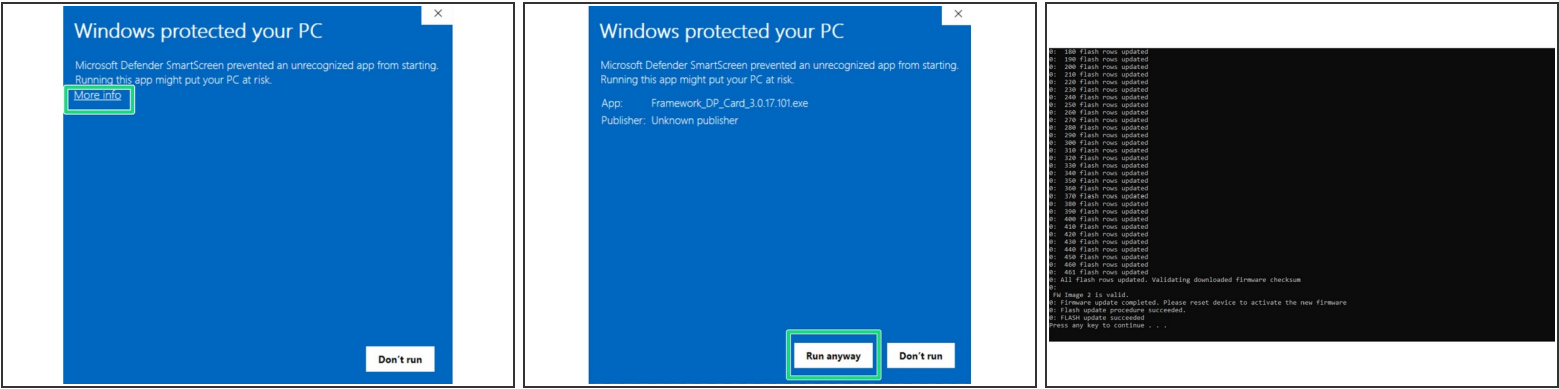 Windows protected your PC
Microsoft Defender SmartScreen prevented an unrecognized app from starting.
Running this app might put your PC at risk.
More info
Don't run
Windows protected your PC
Microsoft Defender SmartScreen prevented an unrecognized app from starting.
Running this app might put your PC at risk.
App: Framework_DP_Card_3.0.17.101.exe
Publisher: Unknown publisher
Run anyway
Don't run
0: 180 flash rows updated
0: 190 flash rows updated
0: 200 flash rows updated
0: 210 flash rows updated
0: 220 flash rows updated
0: 230 flash rows updated
0: 240 flash rows updated
0: 250 flash rows updated
0: 260 flash rows updated
0: 270 flash rows updated
0: 280 flash rows updated
0: 290 flash rows updated
0: 300 flash rows updated
0: 310 flash rows updated
0: 320 flash rows updated
0: 330 flash rows updated
0: 340 flash rows updated
0: 350 flash rows updated
0: 360 flash rows updated
0: 370 flash rows updated
0: 380 flash rows updated
0: 390 flash rows updated
0: 400 flash rows updated
0: 410 flash rows updated
0: 420 flash rows updated
0: 430 flash rows updated
0: 440 flash rows updated
0: 450 flash rows updated
0: 460 flash rows updated
0: 461 flash rows updated
0: All flash rows updated. Validating downloaded firmware checksum
0:
FW Image 2 is valid.
0: Firmware update completed. Please reset device to activate the new firmware
0: Flash update procedure succeeded.
0: FLASH update succeeded
Press any key to continue . . .